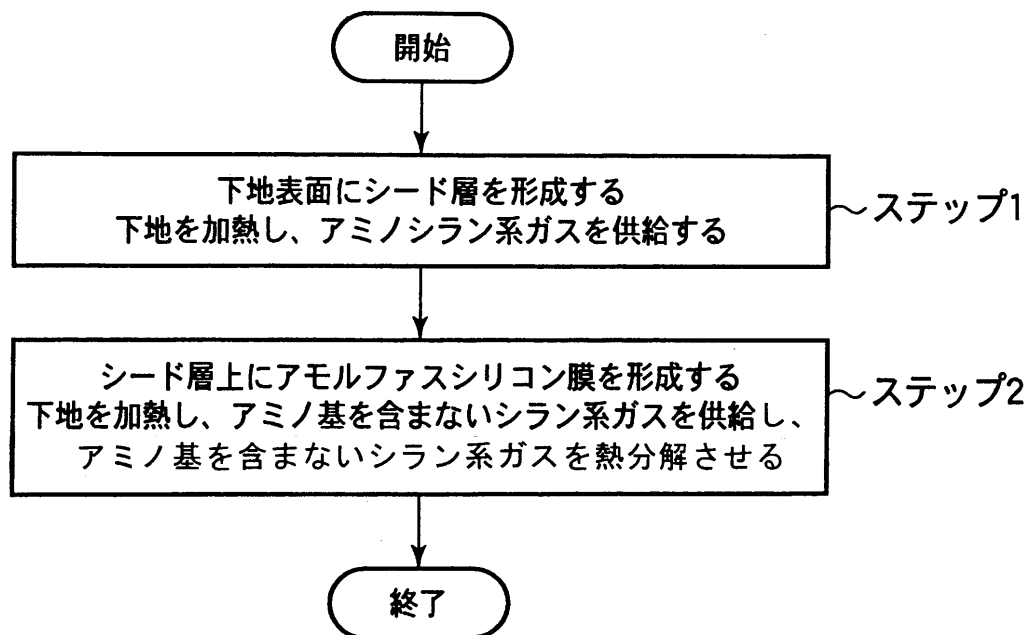 開始
下地表面にシード層を形成する
下地を加熱し、アミノシラン系ガスを供給する
ステップ1
シード層上にアモルファスシリコン膜を形成する
下地を加熱し、アミノ基を含まないシラン系ガスを供給し、
アミノ基を含まないシラン系ガスを熱分解させる
ステップ2
終了